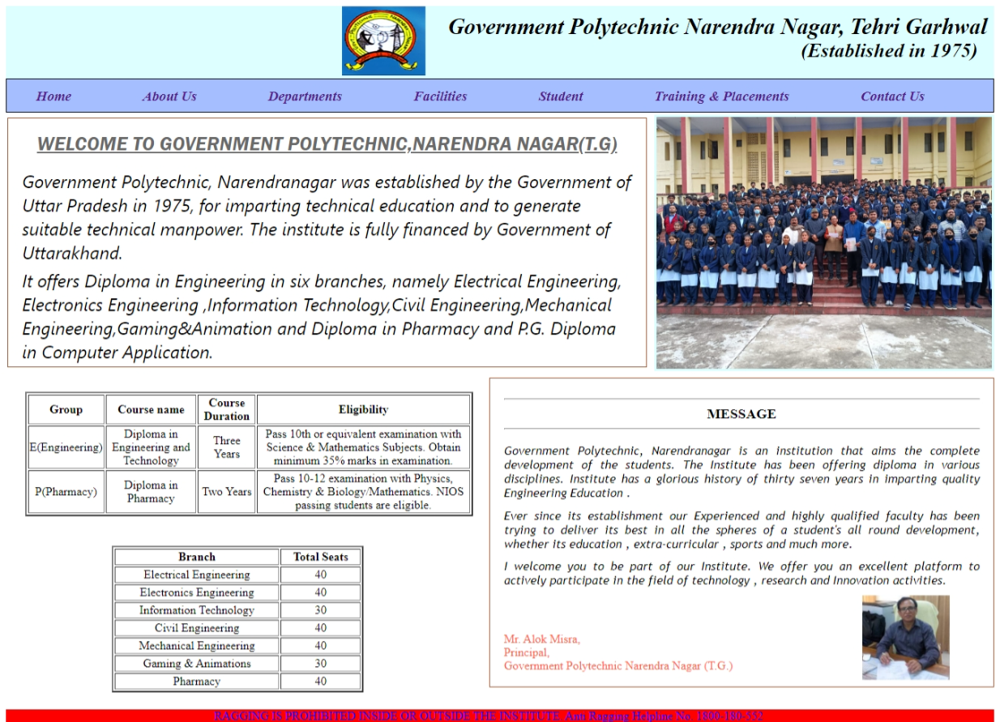 Government Polytechnic Narendra Nagar, Tehri Garhwal
(Established in 1975)
Home About Us Departments Facilities Student Training & Placements Contact Us
WELCOME TO GOVERNMENT POLYTECHNIC,NARENDRA NAGAR(T.G)
Government Polytechnic, Narendranagar was established by the Government of
Uttar Pradesh in 1975, for imparting technical education and to generate
suitable technical manpower. The institute is fully financed by Government of
Uttarakhand.
It offers Diploma in Engineering in six branches, namely Electrical Engineering,
Electronics Engineering ,Information Technology,Civil Engineering,Mechanical
Engineering,Gaming&Animation and Diploma in Pharmacy and P.G. Diploma
in Computer Application.
Group Course name Course Duration Eligibility
E(Engineering) Diploma in Engineering and Technology Three Years Pass 10th or equivalent examination with Science & Mathematics Subjects. Obtain minimum 35% marks in examination.
P(Pharmacy) Diploma in Pharmacy Two Years Pass 10-12 examination with Physics, Chemistry & Biology/Mathematics. NIOS passing students are eligible.
Branch Total Seats
Electrical Engineering 40
Electronics Engineering 40
Information Technology 30
Civil Engineering 40
Mechanical Engineering 40
Gaming & Animations 30
Pharmacy 40
MESSAGE
Government Polytechnic, Narendranagar is an institution that aims the complete
development of the students. The Institute has been offering diploma in various
disciplines. Institute has a glorious history of thirty seven years in imparting quality
Engineering Education .
Ever since its establishment our Experienced and highly qualified faculty has been
trying to deliver its best in all the spheres of a student's all round development,
whether its education , extra-curricular , sports and much more.
I welcome you to be part of our Institute. We offer you an excellent platform to
actively participate in the field of technology , research and Innovation activities.
Mr. Alok Misra,
Principal,
Government Polytechnic Narendra Nagar (T.G.)
RAGGING IS PROHIBITED INSIDE OR OUTSIDE THE INSTITUTE. Anti Ragging Helpline No. 1800-180-552